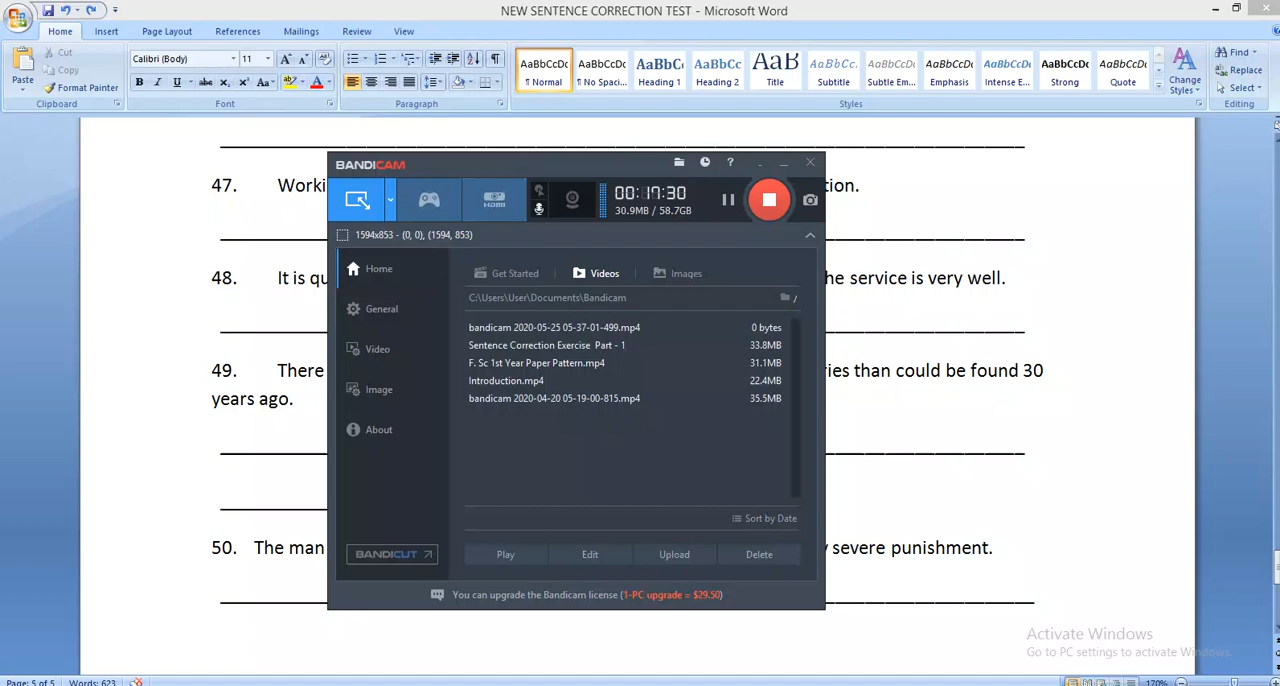 NEW SENTENCE CORRECTION TEST - Microsoft Word
Home Insert Page Layout References Mailings Review View
Paste
Cut
Copy
Format Painter
Clipboard
Calibri (Body) 11
B I U abc x₂ x² Aa
Font
Paragraph
AaBbCcDc AaBbCcDc AaBbC AaBbCc AaB AaBbCc. AaBbCcDc AaBbCcDc AaBbCcDc AaBbCcDc AaBbCcDc
¶ Normal ¶ No Spaci... Heading 1 Heading 2 Title Subtitle Subtle Em... Emphasis Intense E... Strong Quote
Change Styles
Styles
Find
Replace
Select
Editing
47. Worki
48. It is qu he service is very well.
49. There ries than could be found 30
years ago.
50. The man severe punishment.
BANDICAM
HDMI
00:17:30
30.9MB / 58.7GB
1594x853 - (0, 0), (1594, 853)
Home
General
Video
Image
About
BANDICUT
Get Started Videos Images
C:\Users\User\Documents\Bandicam
bandicam 2020-05-25 05-37-01-499.mp4 0 bytes
Sentence Correction Exercise Part - 1 33.8MB
F. Sc 1st Year Paper Pattern.mp4 31.1MB
Introduction.mp4 22.4MB
bandicam 2020-04-20 05-19-00-815.mp4 35.5MB
Sort by Date
Play Edit Upload Delete
You can upgrade the Bandicam license (1-PC upgrade = $29.50)
Activate Windows
Go to PC settings to activate Windows.
Page: 5 of 5 Words: 623 170%